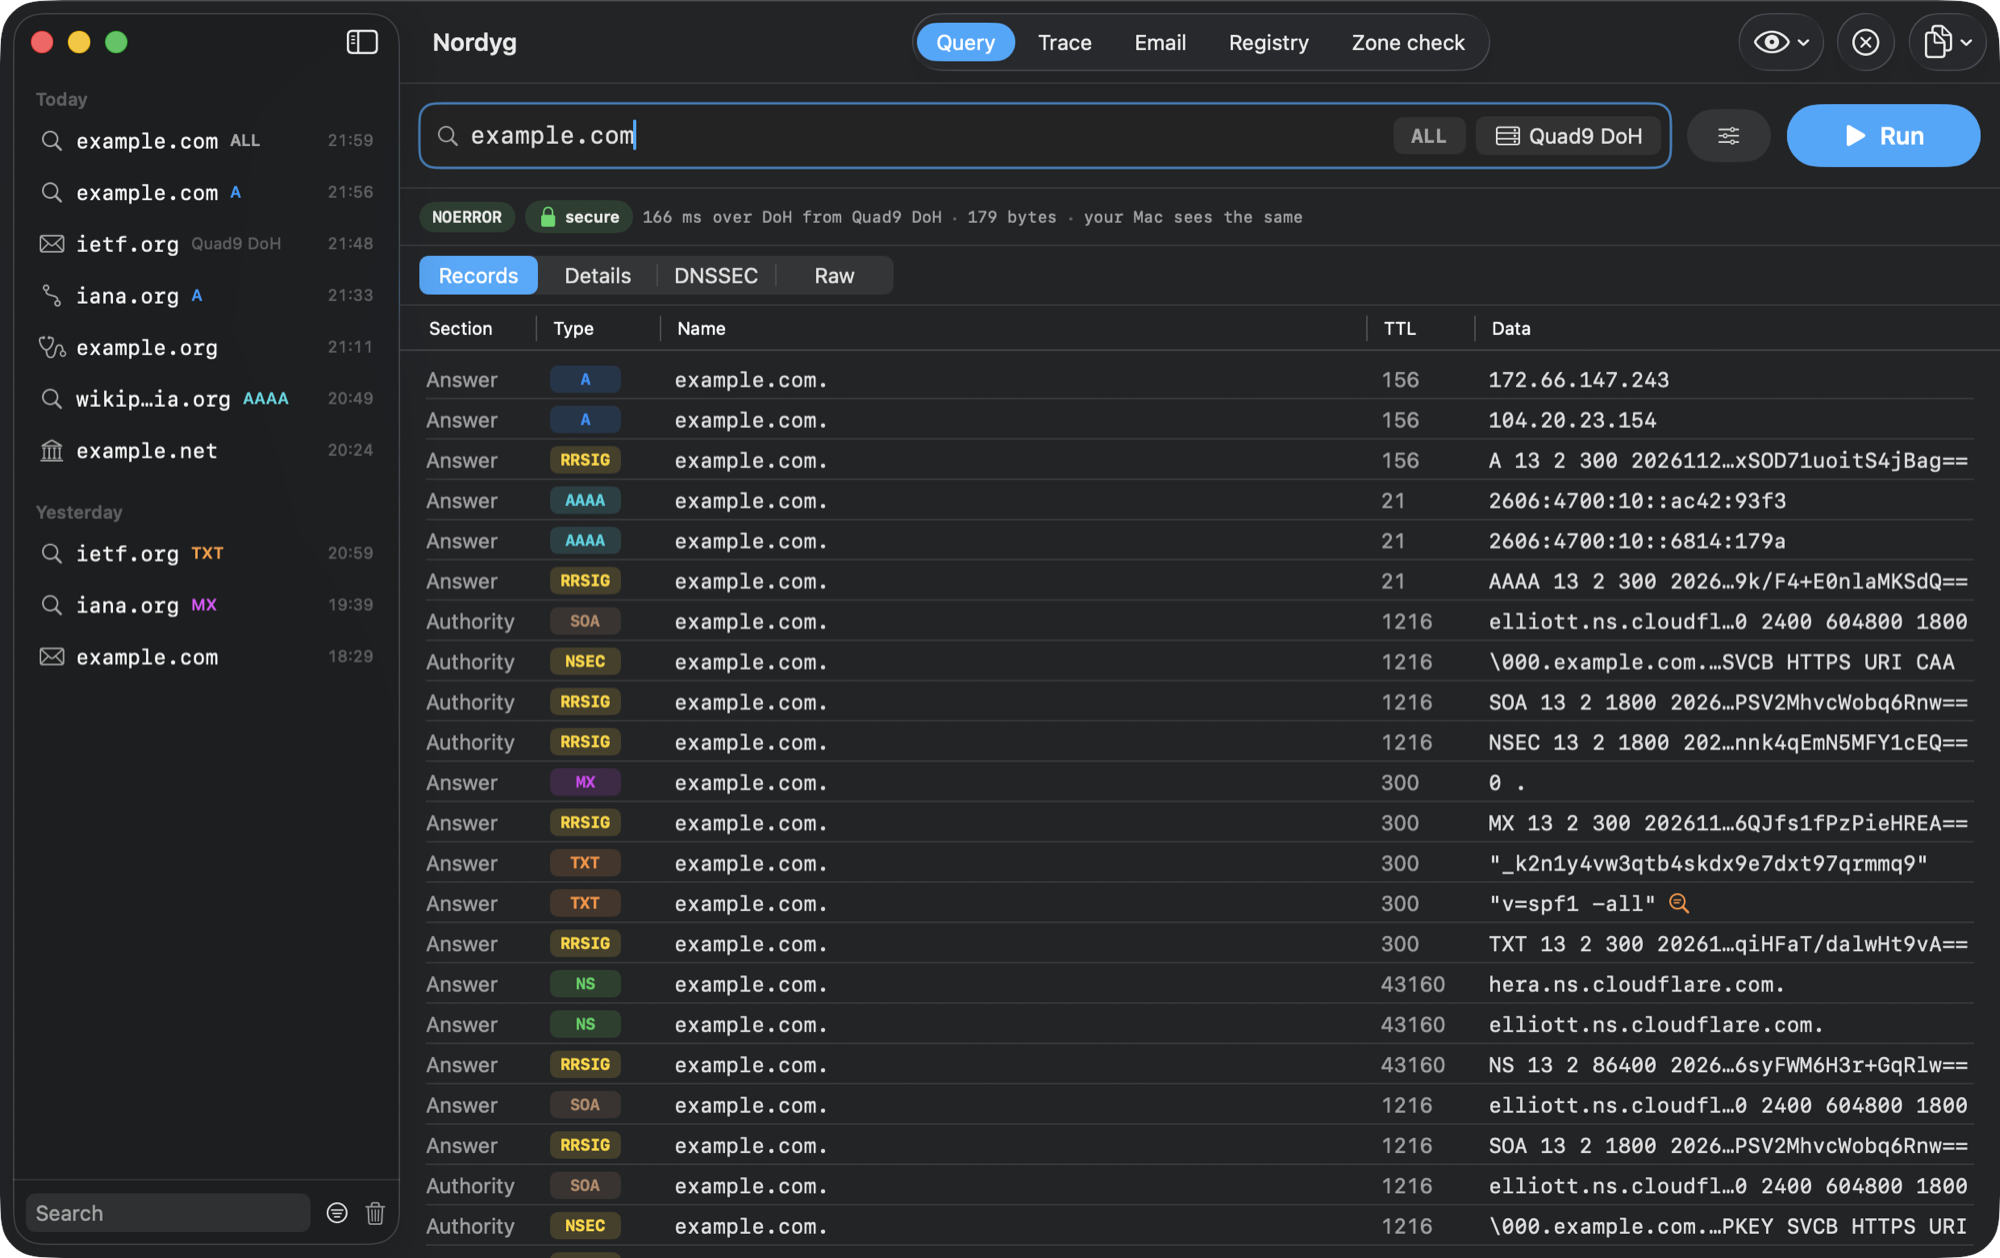 Nordyg
Query Trace Email Registry Zone check
Today
example.com ALL 21:59
example.com A 21:56
ietf.org Quad9 DoH 21:48
iana.org A 21:33
example.org 21:11
wikip…ia.org AAAA 20:49
example.net 20:24
Yesterday
ietf.org TXT 20:59
iana.org MX 19:39
example.com 18:29
Search
example.com ALL Quad9 DoH Run
NOERROR secure 166 ms over DoH from Quad9 DoH · 179 bytes · your Mac sees the same
Records Details DNSSEC Raw
Section Type Name TTL Data
Answer A example.com. 156 172.66.147.243
Answer A example.com. 156 104.20.23.154
Answer RRSIG example.com. 156 A 13 2 300 2026112…xSOD71uoitS4jBag==
Answer AAAA example.com. 21 2606:4700:10::ac42:93f3
Answer AAAA example.com. 21 2606:4700:10::6814:179a
Answer RRSIG example.com. 21 AAAA 13 2 300 2026…9k/F4+E0nlaMKSdQ==
Authority SOA example.com. 1216 elliott.ns.cloudfl…0 2400 604800 1800
Authority NSEC example.com. 1216 \000.example.com.…SVCB HTTPS URI CAA
Authority RRSIG example.com. 1216 SOA 13 2 1800 2026…PSV2MhvcWobq6Rnw==
Authority RRSIG example.com. 1216 NSEC 13 2 1800 202…nnk4qEmN5MFY1cEQ==
Answer MX example.com. 300 0 .
Answer RRSIG example.com. 300 MX 13 2 300 202611…6QJfs1fPzPieHREA==
Answer TXT example.com. 300 "_k2n1y4vw3qtb4skdx9e7dxt97qrmmq9"
Answer TXT example.com. 300 "v=spf1 -all"
Answer RRSIG example.com. 300 TXT 13 2 300 20261…qiHFaT/dalwHt9vA==
Answer NS example.com. 43160 hera.ns.cloudflare.com.
Answer NS example.com. 43160 elliott.ns.cloudflare.com.
Answer RRSIG example.com. 43160 NS 13 2 86400 2026…6syFWM6H3r+GqRlw==
Answer SOA example.com. 1216 elliott.ns.cloudfl…0 2400 604800 1800
Answer RRSIG example.com. 1216 SOA 13 2 1800 2026…PSV2MhvcWobq6Rnw==
Authority SOA example.com. 1216 elliott.ns.cloudfl…0 2400 604800 1800
Authority NSEC example.com. 1216 \000.example.com.…PKEY SVCB HTTPS URI